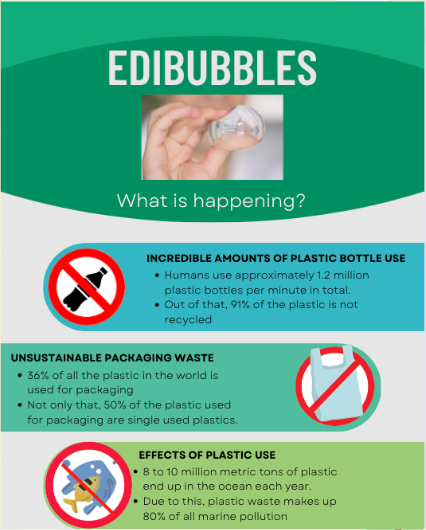 EDIBUBBLES
What is happening?
INCREDIBLE AMOUNTS OF PLASTIC BOTTLE USE
• Humans use approximately 1.2 million
plastic bottles per minute in total.
• Out of that, 91% of the plastic is not
recycled
UNSUSTAINABLE PACKAGING WASTE
• 36% of all the plastic in the world is
used for packaging
• Not only that, 50% of the plastic used
for packaging are single used plastics.
EFFECTS OF PLASTIC USE
• 8 to 10 million metric tons of plastic
end up in the ocean each year.
• Due to this, plastic waste makes up
80% of all marine pollution